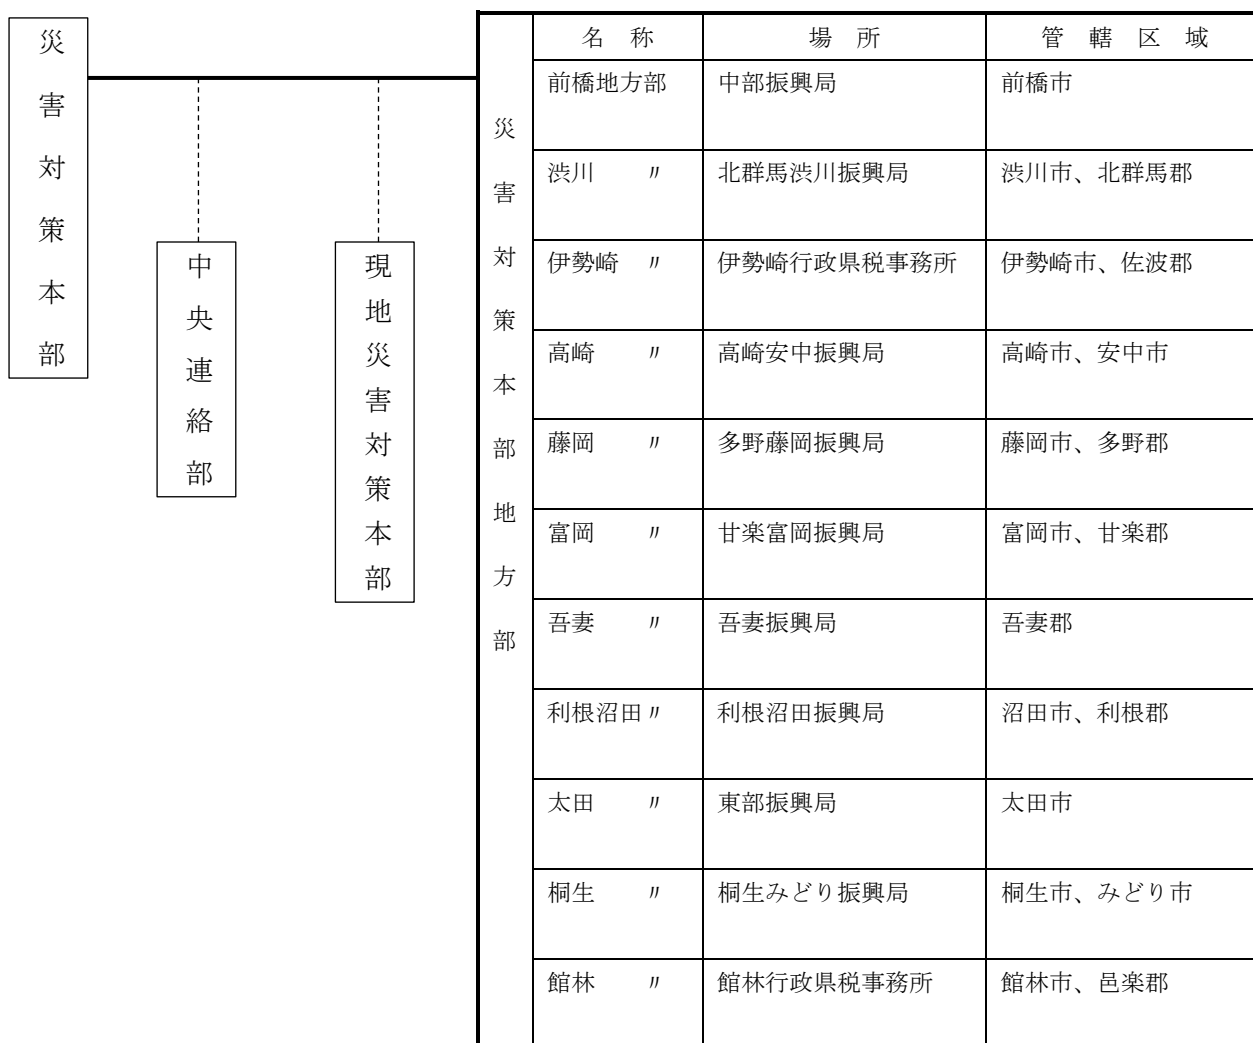 災害対策本部
中央連絡部
現地災害対策本部
災害対策本部地方部
名 称 場 所 管 轄 区 域
前橋地方部 中部振興局 前橋市
渋川 〃 北群馬渋川振興局 渋川市、北群馬郡
伊勢崎 〃 伊勢崎行政県税事務所 伊勢崎市、佐波郡
高崎 〃 高崎安中振興局 高崎市、安中市
藤岡 〃 多野藤岡振興局 藤岡市、多野郡
富岡 〃 甘楽富岡振興局 富岡市、甘楽郡
吾妻 〃 吾妻振興局 吾妻郡
利根沼田〃 利根沼田振興局 沼田市、利根郡
太田 〃 東部振興局 太田市
桐生 〃 桐生みどり振興局 桐生市、みどり市
館林 〃 館林行政県税事務所 館林市、邑楽郡